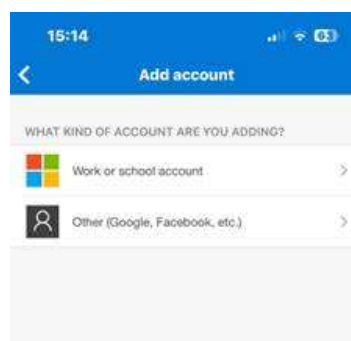 15:14
63
Add account
WHAT KIND OF ACCOUNT ARE YOU ADDING?
Work or school account
Other (Google, Facebook, etc.)